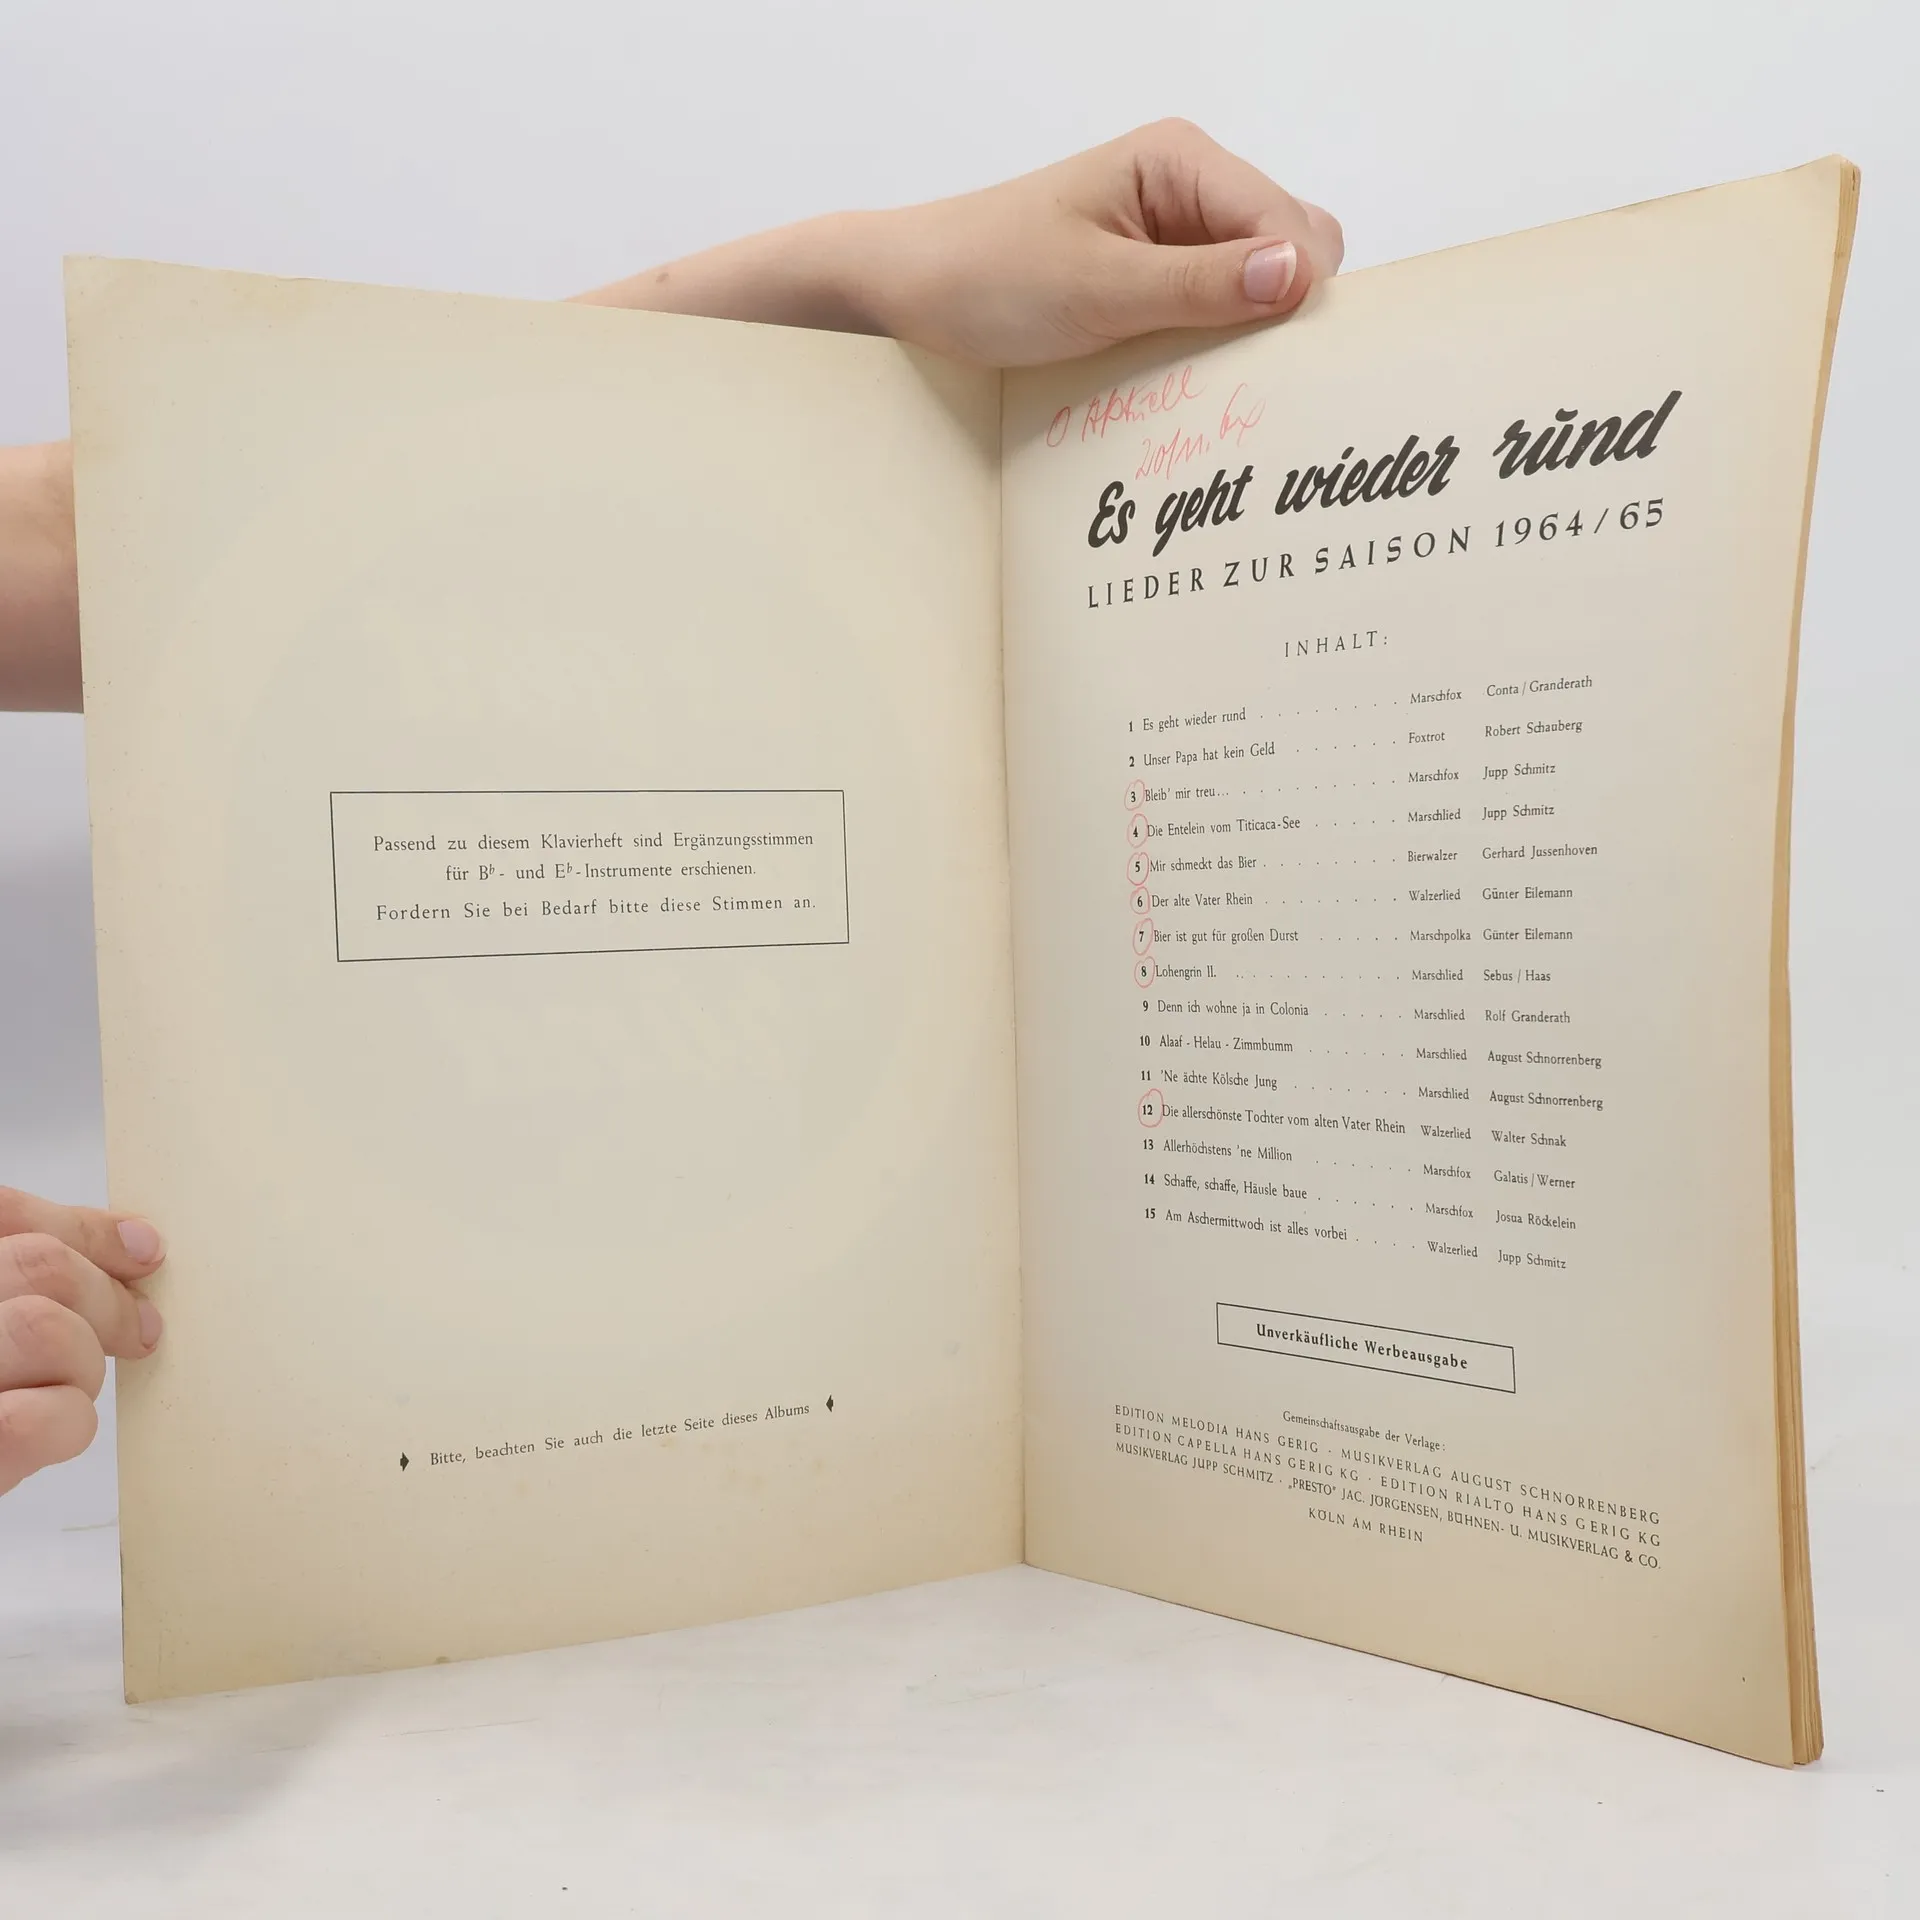 Passend zu diesem Klavierheft sind Ergänzungsstimmen
für B♭- und E♭-Instrumente erschienen.
Fordern Sie bei Bedarf bitte diese Stimmen an.
Bitte, beachten Sie auch die letzte Seite dieses Albums
O Aktuell
20/11.
Es geht wieder rund
LIEDER ZUR SAISON 1964/65
INHALT:
1 Es geht wieder rund . . . . . . . . Marschfox Conta / Granderath
2 Unser Papa hat kein Geld . . . . . . Foxtrot Robert Schauberg
3 Bleib' mir treu... . . . . . . . . . Marschfox Jupp Schmitz
4 Die Entelein vom Titicaca-See . . . . . Marschlied Jupp Schmitz
5 Mir schmeckt das Bier . . . . . . . . Bierwalzer Gerhard Jussenhoven
6 Der alte Vater Rhein . . . . . . . . Walzerlied Günter Eilemann
7 Bier ist gut für großen Durst . . . . . Marschpolka Günter Eilemann
8 Lohengrin II. . . . . . . . . . . Marschlied Sebus / Haas
9 Denn ich wohne ja in Colonia . . . . . Marschlied Rolf Granderath
10 Alaaf - Helau - Zimmbumm . . . . . . Marschlied August Schnorrenberg
11 'Ne ächte Kölsche Jung . . . . . . . Marschlied August Schnorrenberg
12 Die allerschönste Tochter vom alten Vater Rhein Walzerlied Walter Schnak
13 Allerhöchstens 'ne Million . . . . . . Marschfox Galatis / Werner
14 Schaffe, schaffe, Häusle baue . . . . . . Marschfox Josua Röckelein
15 Am Aschermittwoch ist alles vorbei . . . . Walzerlied Jupp Schmitz
Unverkäufliche Werbeausgabe
Gemeinschaftsausgabe der Verlage:
EDITION MELODIA HANS GERIG · MUSIKVERLAG AUGUST SCHNORRENBERG
EDITION CAPELLA HANS GERIG KG · EDITION RIALTO HANS GERIG KG
MUSIKVERLAG JUPP SCHMITZ · „PRESTO" JAC. JÖRGENSEN, BÜHNEN- U. MUSIKVERLAG & CO.
KÖLN AM RHEIN